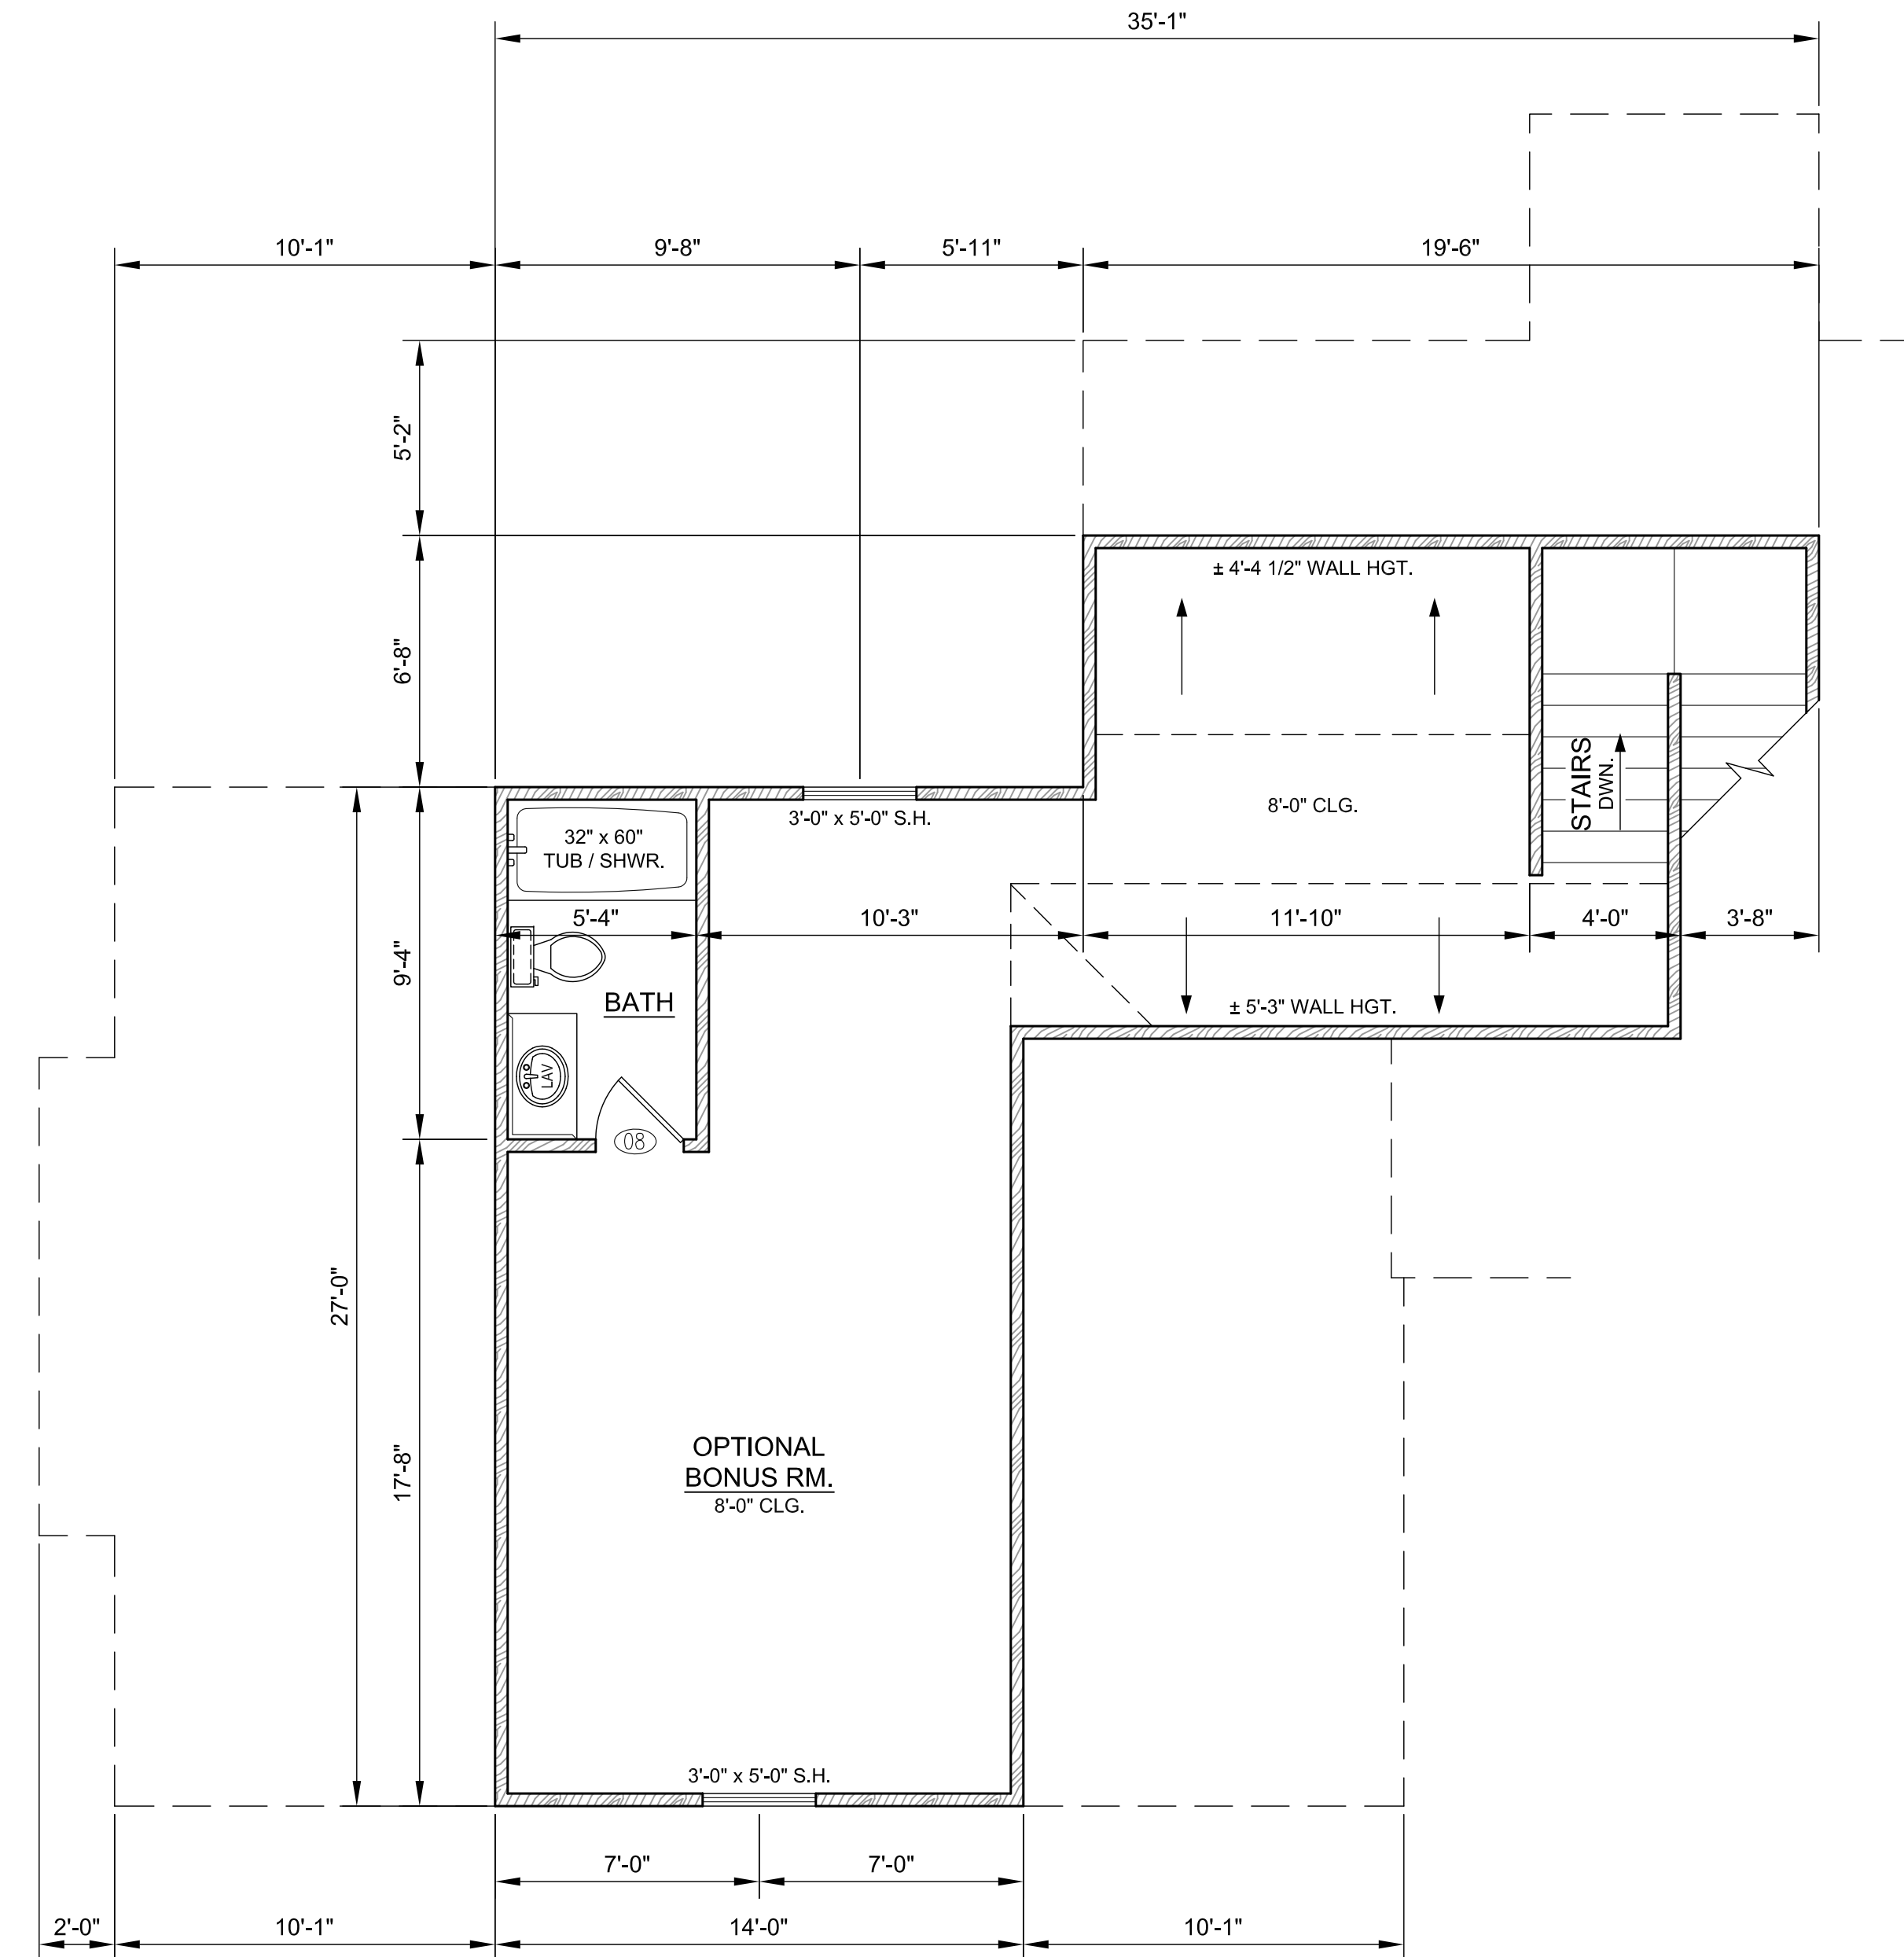 35'-1"
10'-1"
9'-8"
5'-11"
19'-6"
5'-2"
± 4'-4 1/2" WALL HGT.
6'-8"
STAIRS
DWN.
8'-0" CLG.
3'-0" x 5'-0" S.H.
32" x 60"
TUB / SHWR.
5'-4"
10'-3"
11'-10"
4'-0"
3'-8"
9'-4"
BATH
± 5'-3" WALL HGT.
LAV
08
27'-0"
17'-8"
OPTIONAL
BONUS RM.
8'-0" CLG.
3'-0" x 5'-0" S.H.
7'-0"
7'-0"
2'-0"
10'-1"
14'-0"
10'-1"